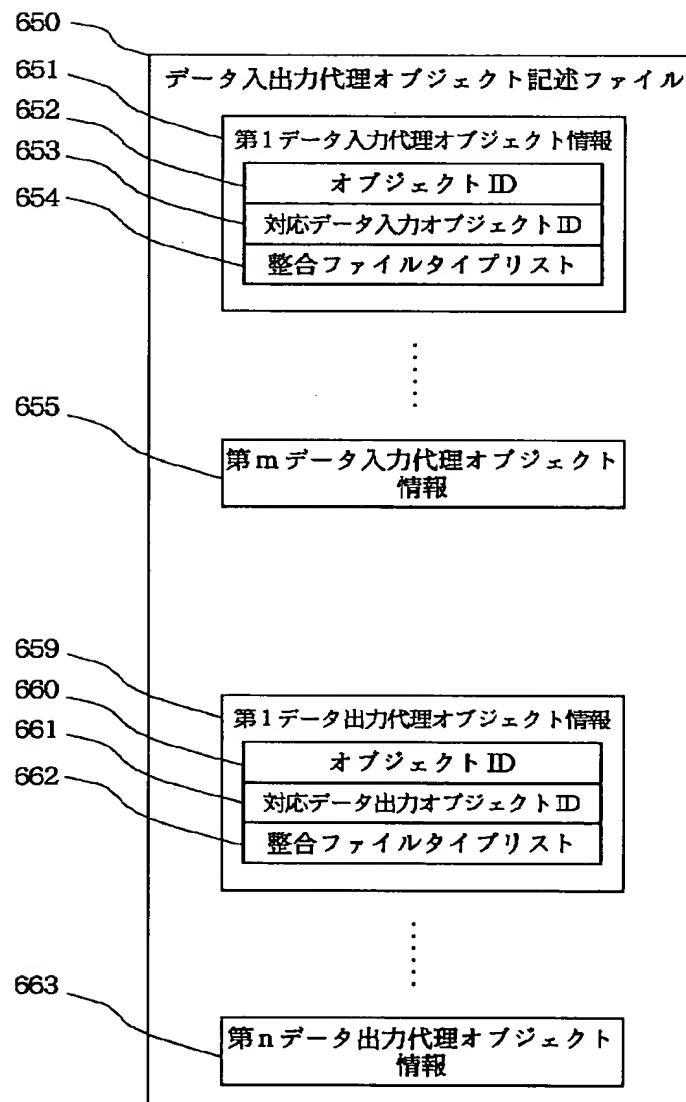 650
データ入出力代理オブジェクト記述ファイル
651
第1データ入力代理オブジェクト情報
652
オブジェクトID
653
対応データ入力オブジェクトID
654
整合ファイルタイプリスト
655
第mデータ入力代理オブジェクト
情報
659
第1データ出力代理オブジェクト情報
660
オブジェクトID
661
対応データ出力オブジェクトID
662
整合ファイルタイプリスト
663
第nデータ出力代理オブジェクト
情報